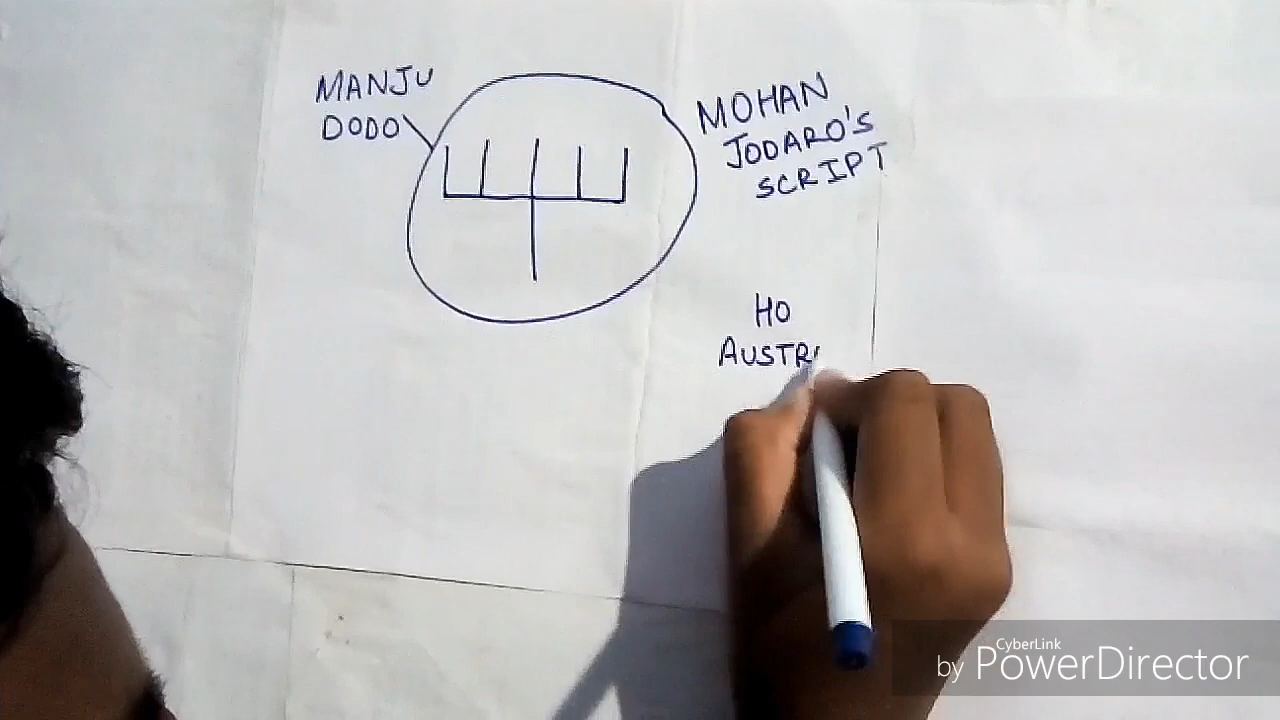 MANJU
DODO
MOHAN
JODARO'S
SCRIPT
HO
AUSTR
CyberLink
by PowerDirector